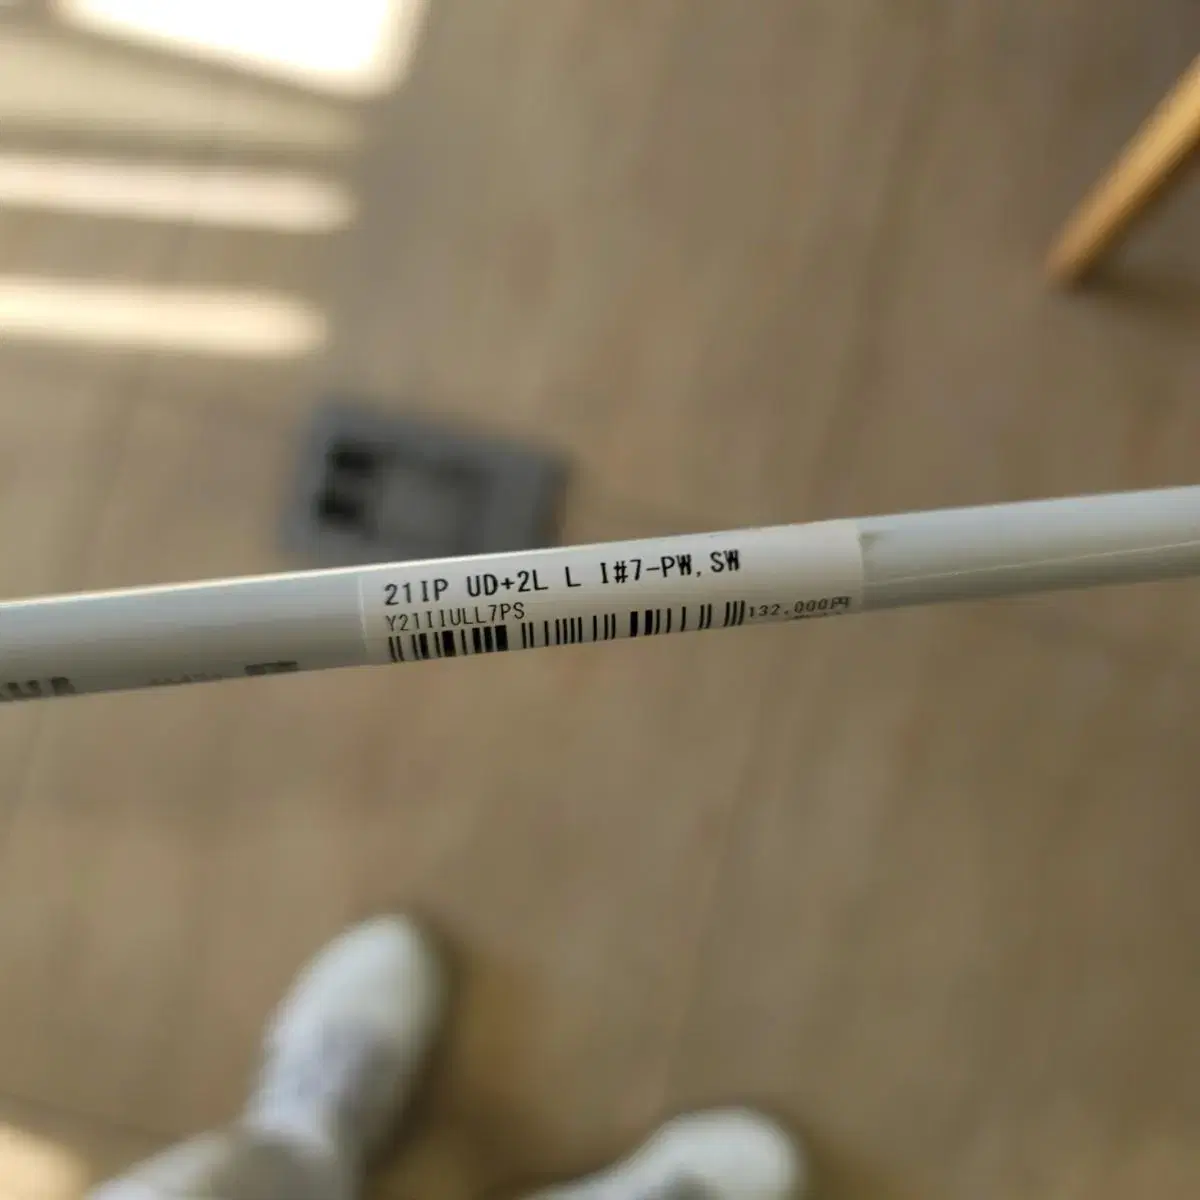 21IP UD+2L L I#7-PW,SW
Y21IIULL7PS
132,000円